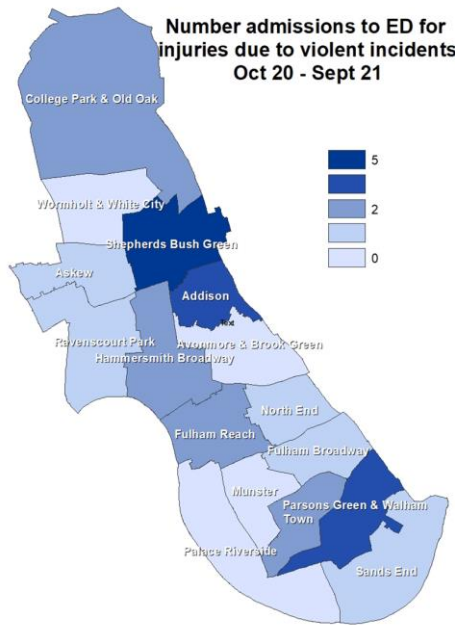 Number admissions to ED for
injuries due to violent incidents
Oct 20 - Sept 21
College Park & Old Oak
5
2
0
Wormholt & White City
Shepherds Bush Green
Askew
Addison
Text
Ravenscourt Park
Avonmore & Brook Green
Hammersmith Broadway
North End
Fulham Reach
Fulham Broadway
Munster
Parsons Green & Walham
Town
Palace Riverside
Sands End